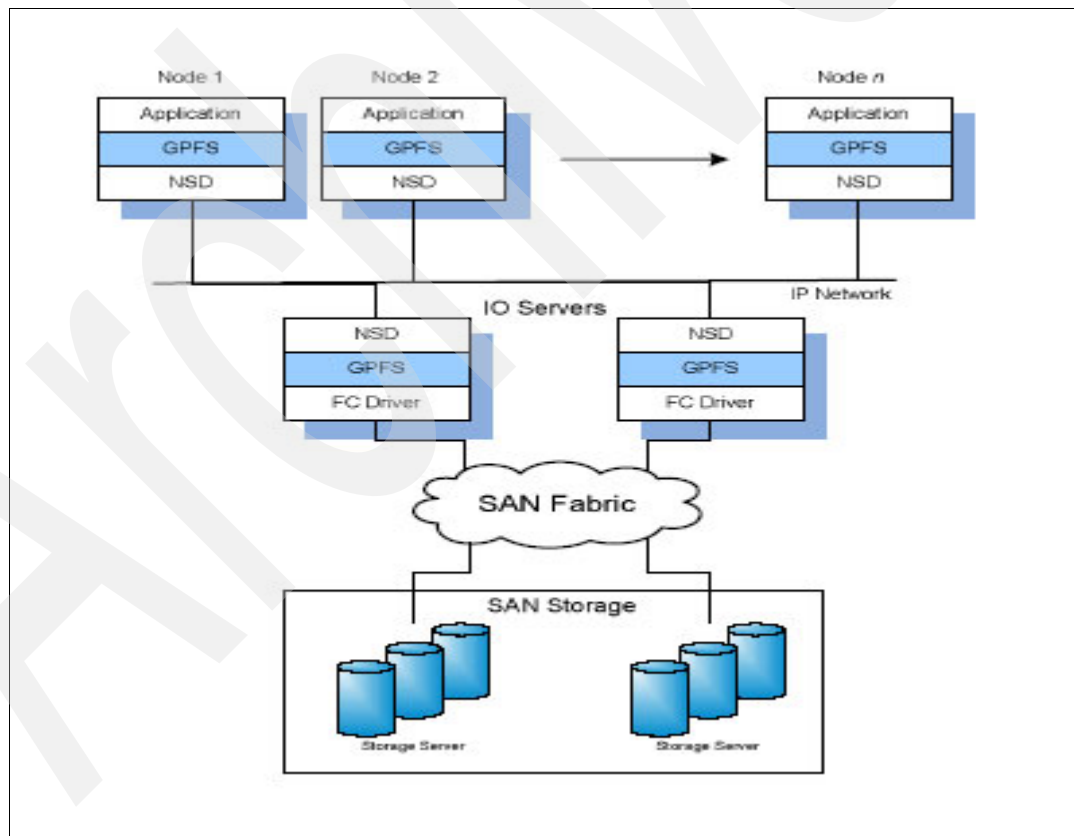 Node 1
Node 2
Node n
Application
Application
Application
GPFS
GPFS
GPFS
NSD
NSD
NSD
IP Network
IO Servers
NSD
NSD
GPFS
GPFS
FC Driver
FC Driver
SAN Fabric
SAN Storage
Storage Server
Storage Server